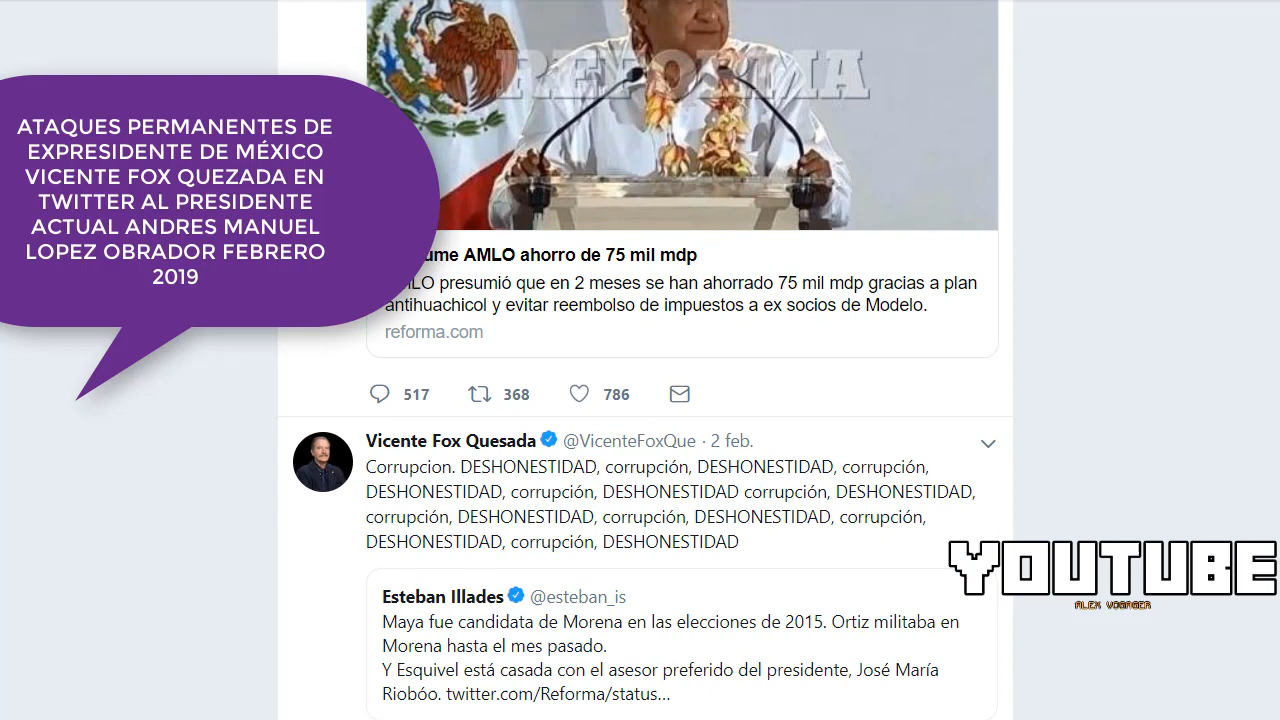 REFORMA
ATAQUES PERMANENTES DE
EXPRESIDENTE DE MÉXICO
VICENTE FOX QUEZADA EN
TWITTER AL PRESIDENTE
ACTUAL ANDRES MANUEL
LOPEZ OBRADOR FEBRERO
2019
ume AMLO ahorro de 75 mil mdp
MLO presumió que en 2 meses se han ahorrado 75 mil mdp gracias a plan
antihuachicol y evitar reembolso de impuestos a ex socios de Modelo.
reforma.com
517 368 786
Vicente Fox Quesada @VicenteFoxQue · 2 feb.
Corrupcion. DESHONESTIDAD, corrupción, DESHONESTIDAD, corrupción,
DESHONESTIDAD, corrupción, DESHONESTIDAD corrupción, DESHONESTIDAD,
corrupción, DESHONESTIDAD, corrupción, DESHONESTIDAD, corrupción,
DESHONESTIDAD, corrupción, DESHONESTIDAD
YOUTUBE
ALEX VOGAGER
Esteban Illades @esteban_is
Maya fue candidata de Morena en las elecciones de 2015. Ortiz militaba en
Morena hasta el mes pasado.
Y Esquivel está casada con el asesor preferido del presidente, José María
Riobóo. twitter.com/Reforma/status...